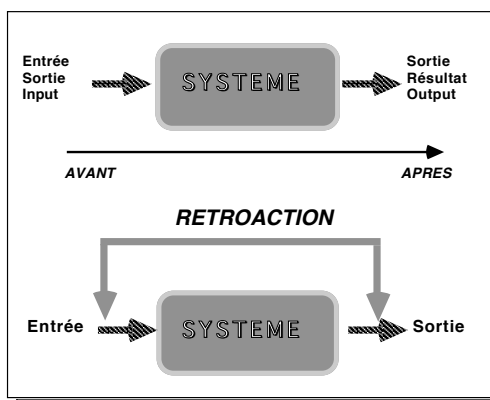 Entrée
Sortie
Input
SYSTEME
Sortie
Résultat
Output
AVANT
APRES
RETROACTION
Entrée
SYSTEME
Sortie